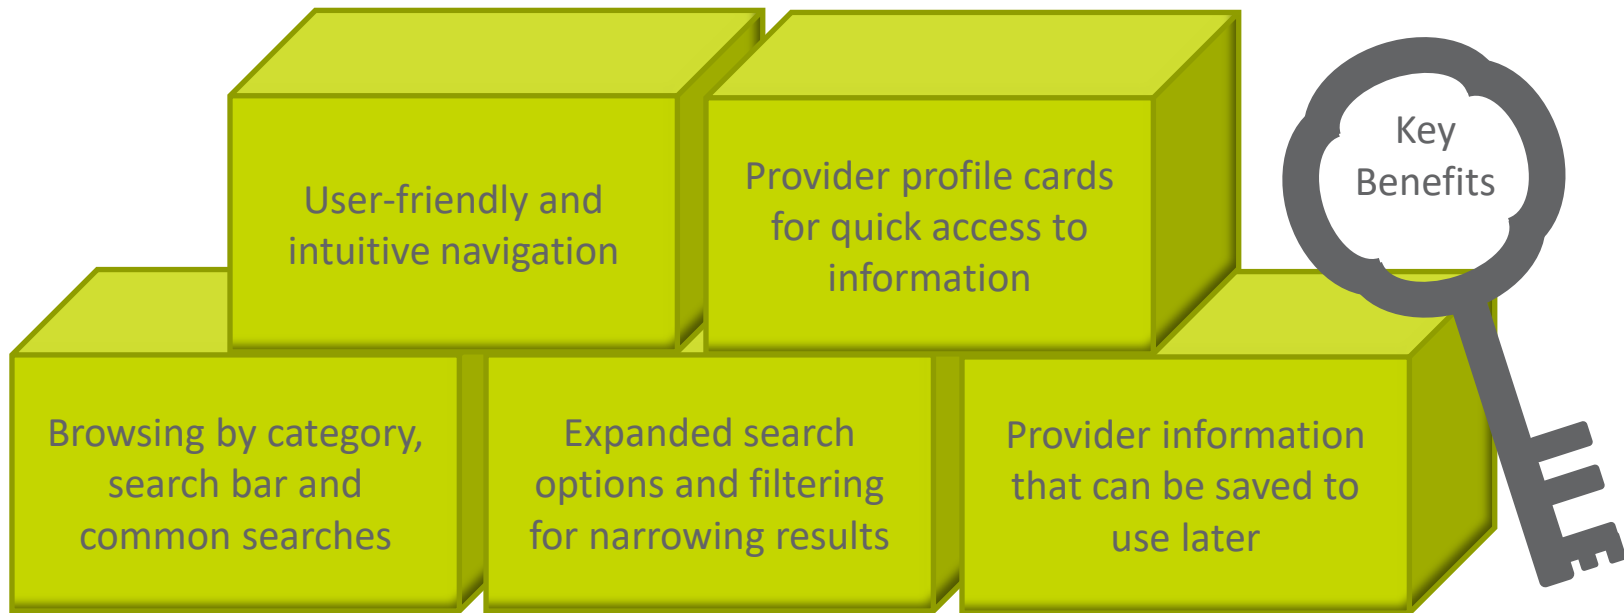 User-friendly and
intuitive navigation
Provider profile cards
for quick access to
information
Key
Benefits
Browsing by category,
search bar and
common searches
Expanded search
options and filtering
for narrowing results
Provider information
that can be saved to
use later